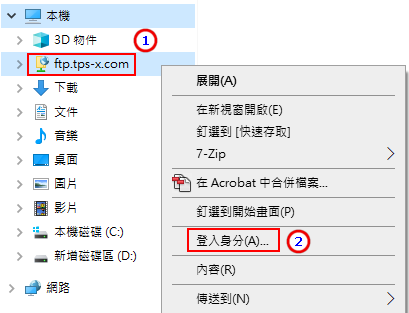 本機
3D 物件
1
ftp.tps-x.com
下載
文件
音樂
桌面
圖片
影片
本機磁碟 (C:)
新增磁碟區 (D:)
網路
展開(A)
在新視窗開啟(E)
釘選到 [快速存取]
7-Zip
在 Acrobat 中合併檔案...
釘選到開始畫面(P)
登入身分(A)...
2
內容(R)
傳送到(N)